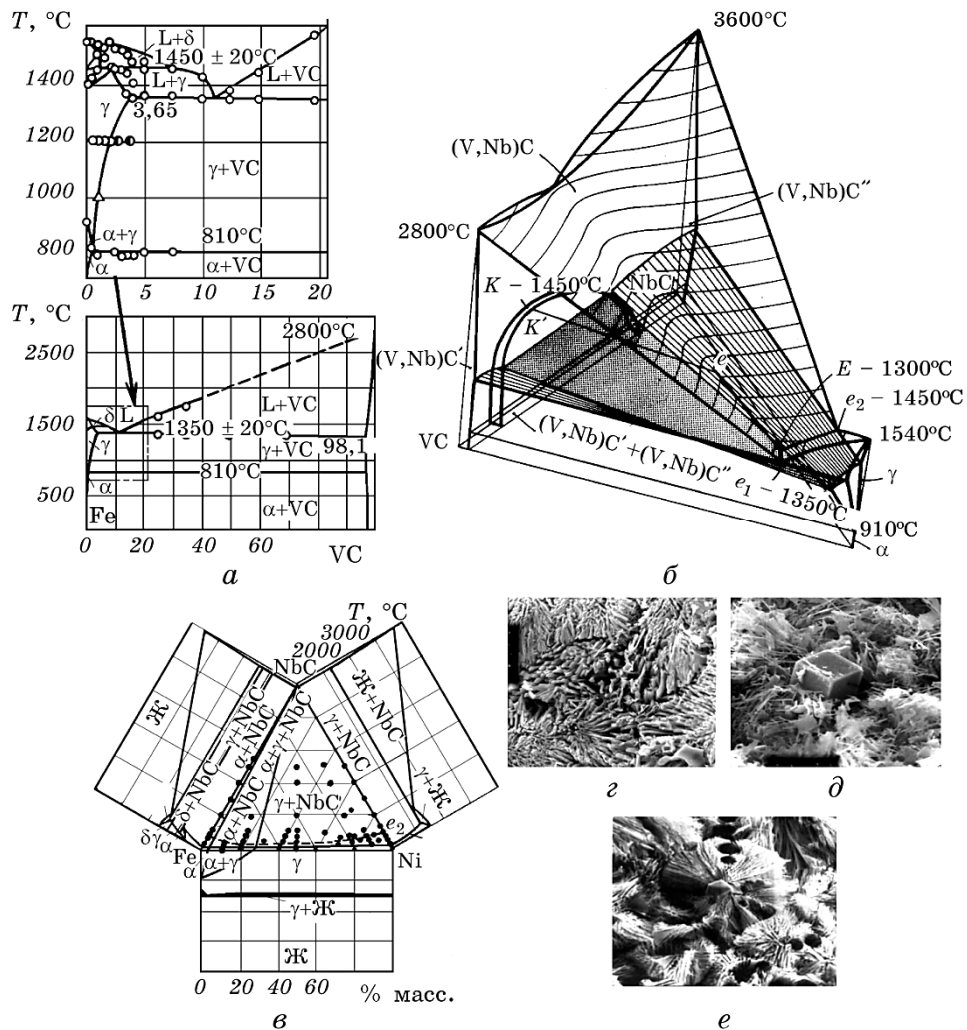 T, °C
1400
1200
1000
800
L+δ
1450 ± 20°C
L+γ
L+VC
γ
3,65
γ+VC
α+γ
810°C
α
α+VC
0 5 10 15 20
T, °C
2500
1500
500
2800°C
δ L
L+VC
1350 ± 20°C
γ
γ+VC
98,1
810°C
α
α+VC
Fe
0 20 40 60
VC
а
3600°C
(V,Nb)C
(V,Nb)C″
2800°C
K – 1450°C
NbC
K′
(V,Nb)C′
e
E – 1300°C
e2 – 1450°C
1540°C
VC
(V,Nb)C′+(V,Nb)C″
e1 – 1350°C
γ
910°C
α
б
T, °C
3000
2000
NbC
Ж
γ+NbC
α+NbC
δ+NbC
α+γ+NbC
α+NbC
γ+NbC
γ+NbC
Ж+NbC
γ+Ж
e2
δ γ α
Fe
α+γ
γ
Ni
α
γ+Ж
Ж
0 20 40 60
% масс.
в
г
д
е